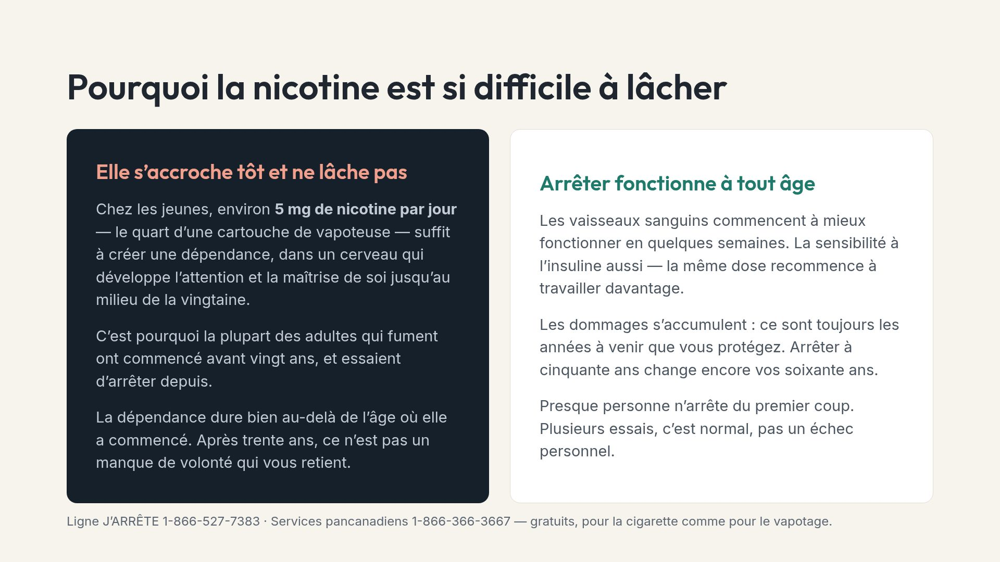 Pourquoi la nicotine est si difficile à lâcher
Elle s’accroche tôt et ne lâche pas
Chez les jeunes, environ 5 mg de nicotine par jour
— le quart d’une cartouche de vapoteuse — suffit
à créer une dépendance, dans un cerveau qui
développe l’attention et la maîtrise de soi jusqu’au
milieu de la vingtaine.
C’est pourquoi la plupart des adultes qui fument
ont commencé avant vingt ans, et essaient
d’arrêter depuis.
La dépendance dure bien au-delà de l’âge où elle
a commencé. Après trente ans, ce n’est pas un
manque de volonté qui vous retient.
Arrêter fonctionne à tout âge
Les vaisseaux sanguins commencent à mieux
fonctionner en quelques semaines. La sensibilité à
l’insuline aussi — la même dose recommence à
travailler davantage.
Les dommages s’accumulent : ce sont toujours les
années à venir que vous protégez. Arrêter à
cinquante ans change encore vos soixante ans.
Presque personne n’arrête du premier coup.
Plusieurs essais, c’est normal, pas un échec
personnel.
Ligne J’ARRÊTE 1-866-527-7383 · Services pancanadiens 1-866-366-3667 — gratuits, pour la cigarette comme pour le vapotage.